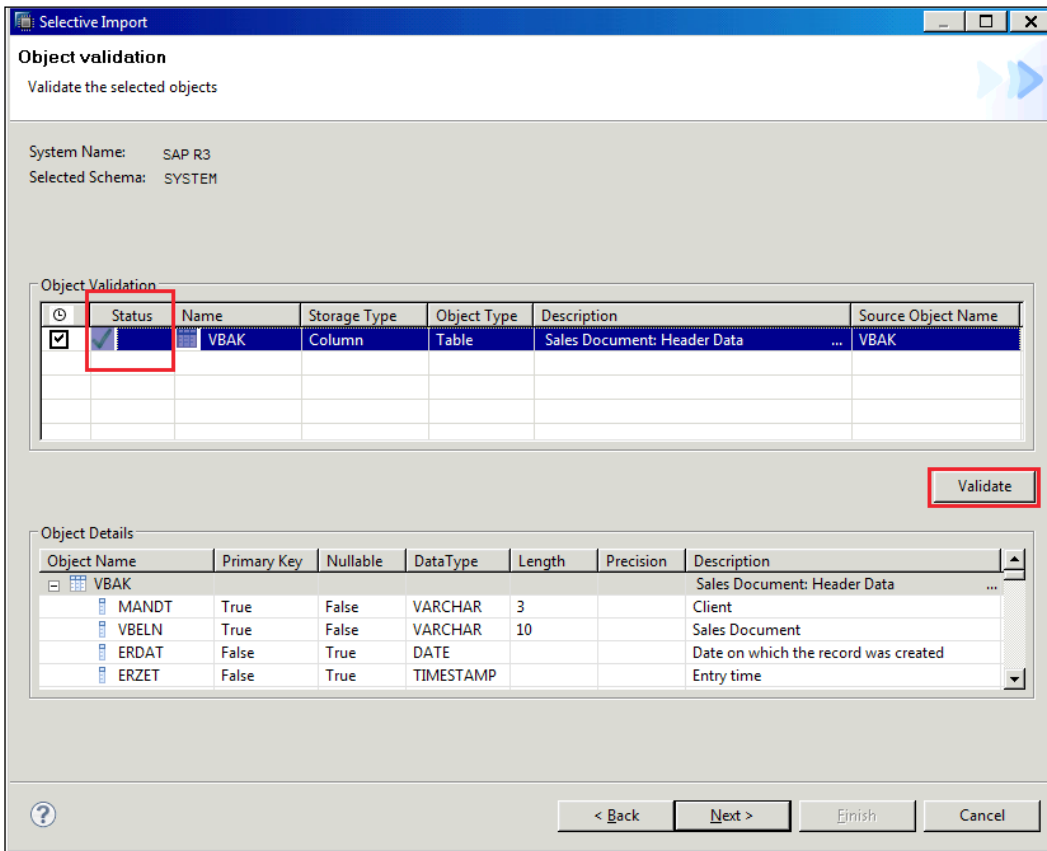 Selective Import
Object validation
Validate the selected objects
System Name: SAP R3
Selected Schema: SYSTEM
Object Validation
Status Name Storage Type Object Type Description Source Object Name
VBAK Column Table Sales Document: Header Data ... VBAK
Validate
Object Details
Object Name Primary Key Nullable DataType Length Precision Description
VBAK Sales Document: Header Data ...
MANDT True False VARCHAR 3 Client
VBELN True False VARCHAR 10 Sales Document
ERDAT False True DATE Date on which the record was created
ERZET False True TIMESTAMP Entry time
? < Back Next > Finish Cancel